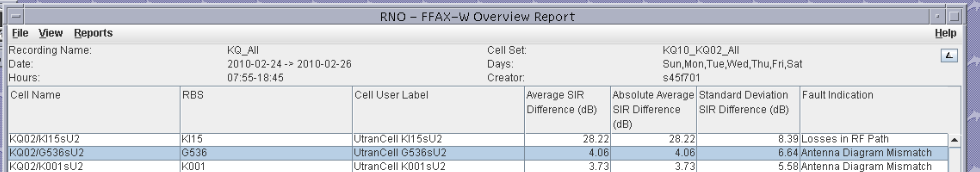 RNO – FFAX–W Overview Report
File View Reports Help
Recording Name: KQ_All Cell Set: KQ10_KQ02_All
Date: 2010-02-24 -> 2010-02-26 Days: Sun,Mon,Tue,Wed,Thu,Fri,Sat
Hours: 07:55-18:45 Creator: s45f701
Cell Name RBS Cell User Label Average SIR Difference (dB) Absolute Average SIR Difference (dB) Standard Deviation SIR Difference (dB) Fault Indication
KQ02/KI15sU2 KI15 UtranCell KI15sU2 28.22 28.22 8.39 Losses in RF Path
KQ02/G536sU2 G536 UtranCell G536sU2 4.06 4.06 6.64 Antenna Diagram Mismatch
KQ02/K001sU2 K001 UtranCell K001sU2 3.73 3.73 5.58 Antenna Diagram Mismatch